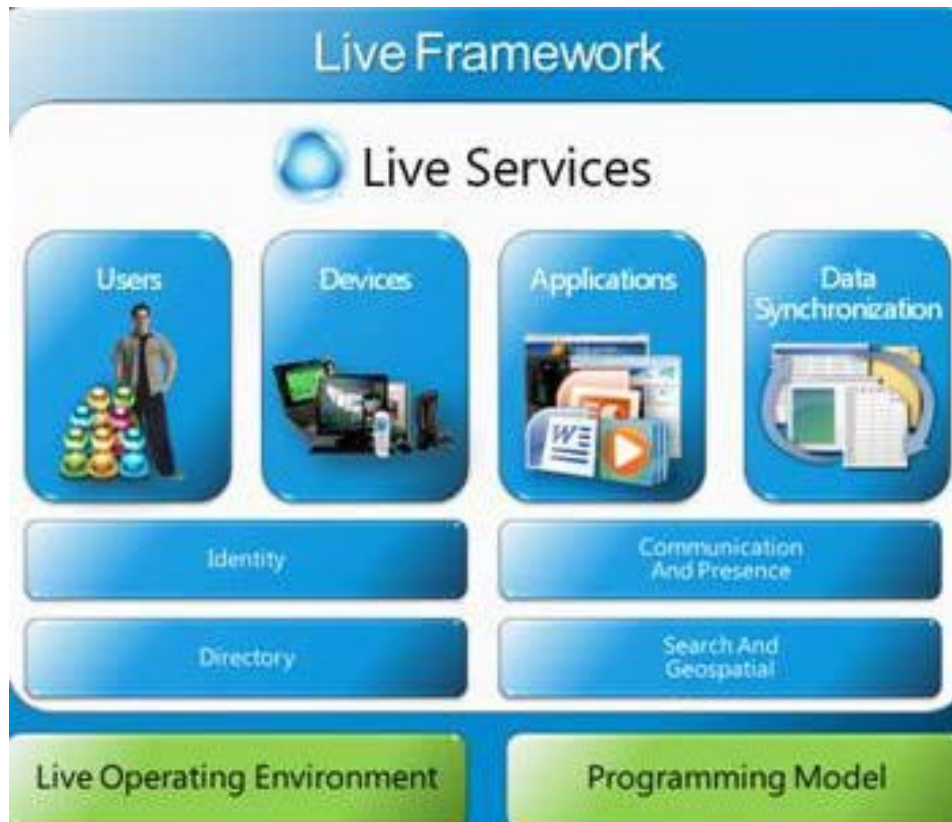 Live Framework
Live Services
Users
Devices
Applications
Data
Synchronization
W
Identity
Communication
And Presence
Directory
Search And
Geospatial
Live Operating Environment
Programming Model